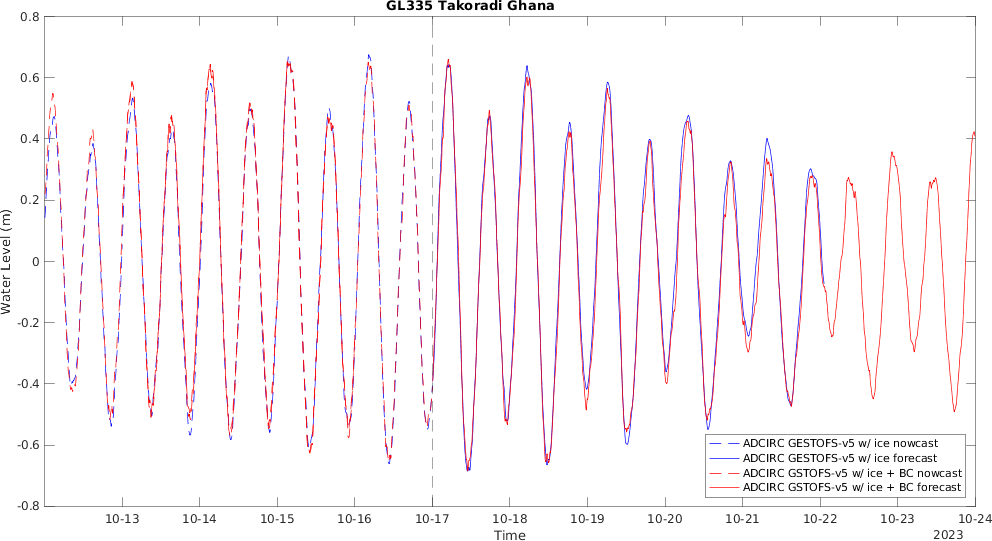 GL335 Takoradi Ghana
0.8
0.6
0.4
0.2
0
-0.2
-0.4
-0.6
-0.8
Water Level (m)
ADCIRC GESTOFS-v5 w/ ice nowcast
ADCIRC GESTOFS-v5 w/ ice forecast
ADCIRC GSTOFS-v5 w/ ice + BC nowcast
ADCIRC GSTOFS-v5 w/ ice + BC forecast
10-13 10-14 10-15 10-16 10-17 10-18 10-19 10-20 10-21 10-22 10-23 10-24
Time
2023